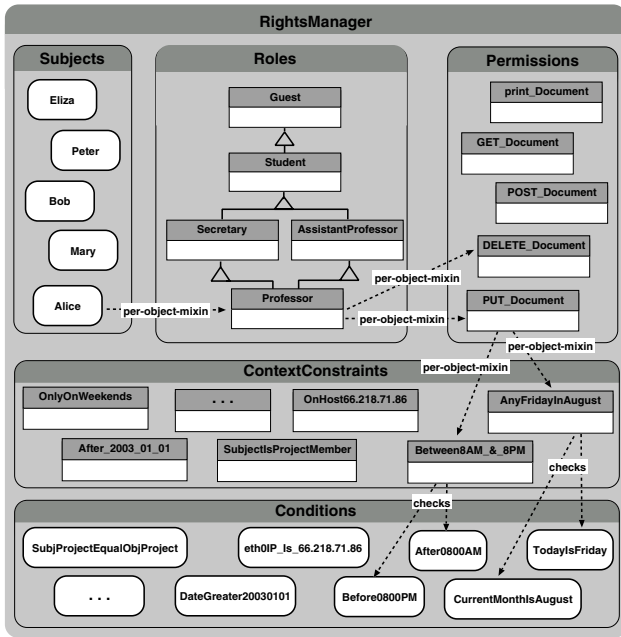 RightsManager
Subjects
Eliza
Peter
Bob
Mary
Alice
Roles
Guest
Student
Secretary
AssistantProfessor
Professor
Permissions
print_Document
GET_Document
POST_Document
DELETE_Document
PUT_Document
per-object-mixin
per-object-mixin
per-object-mixin
per-object-mixin
per-object-mixin
ContextConstraints
OnlyOnWeekends
. . .
OnHost66.218.71.86
AnyFridayInAugust
After_2003_01_01
SubjectIsProjectMember
Between8AM_&_8PM
checks
checks
Conditions
SubjProjectEqualObjProject
eth0IP_Is_66.218.71.86
After0800AM
TodayIsFriday
. . .
DateGreater20030101
Before0800PM
CurrentMonthIsAugust